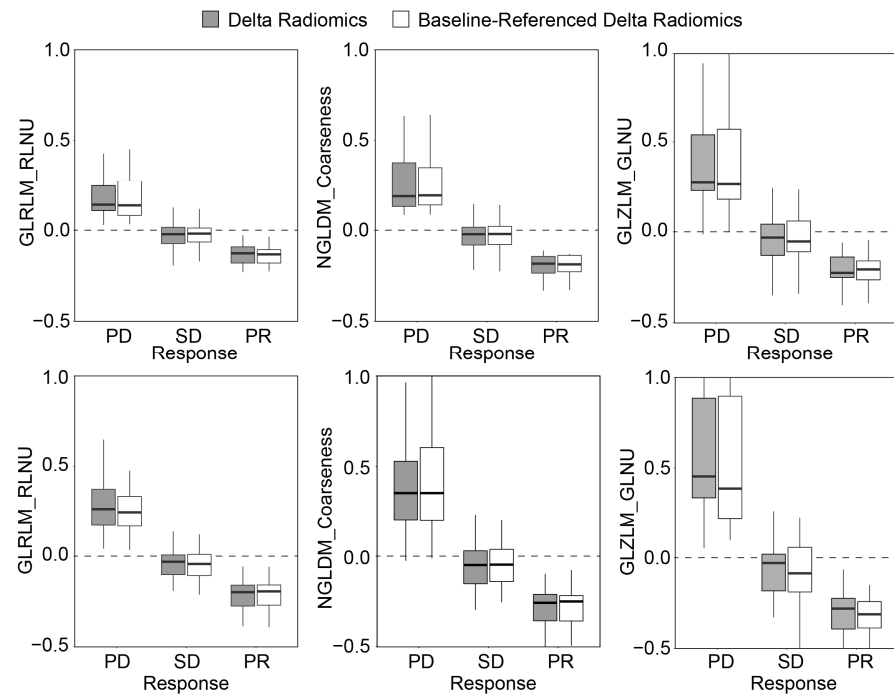 Delta Radiomics Baseline-Referenced Delta Radiomics
GLRLM_RLNU
1.0
0.5
0.0
−0.5
PD SD PR
Response
NGLDM_Coarseness
1.0
0.5
0.0
−0.5
PD SD PR
Response
GLZLM_GLNU
1.0
0.5
0.0
−0.5
PD SD PR
Response
GLRLM_RLNU
1.0
0.5
0.0
−0.5
PD SD PR
Response
NGLDM_Coarseness
1.0
0.5
0.0
−0.5
PD SD PR
Response
GLZLM_GLNU
1.0
0.5
0.0
−0.5
PD SD PR
Response